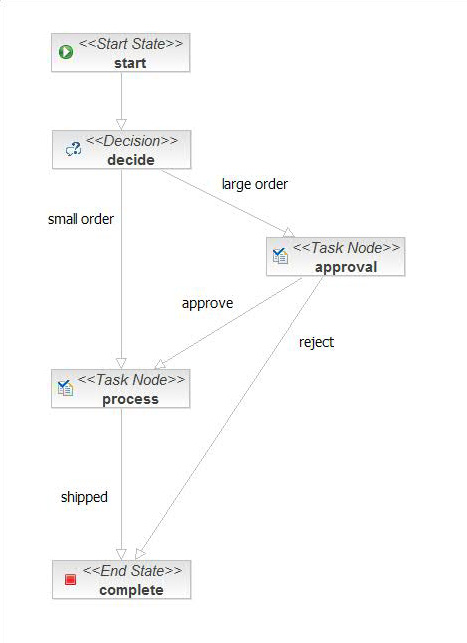 <<Start State>>
start
<<Decision>>
decide
large order
small order
<<Task Node>>
approval
approve
reject
<<Task Node>>
process
shipped
<<End State>>
complete